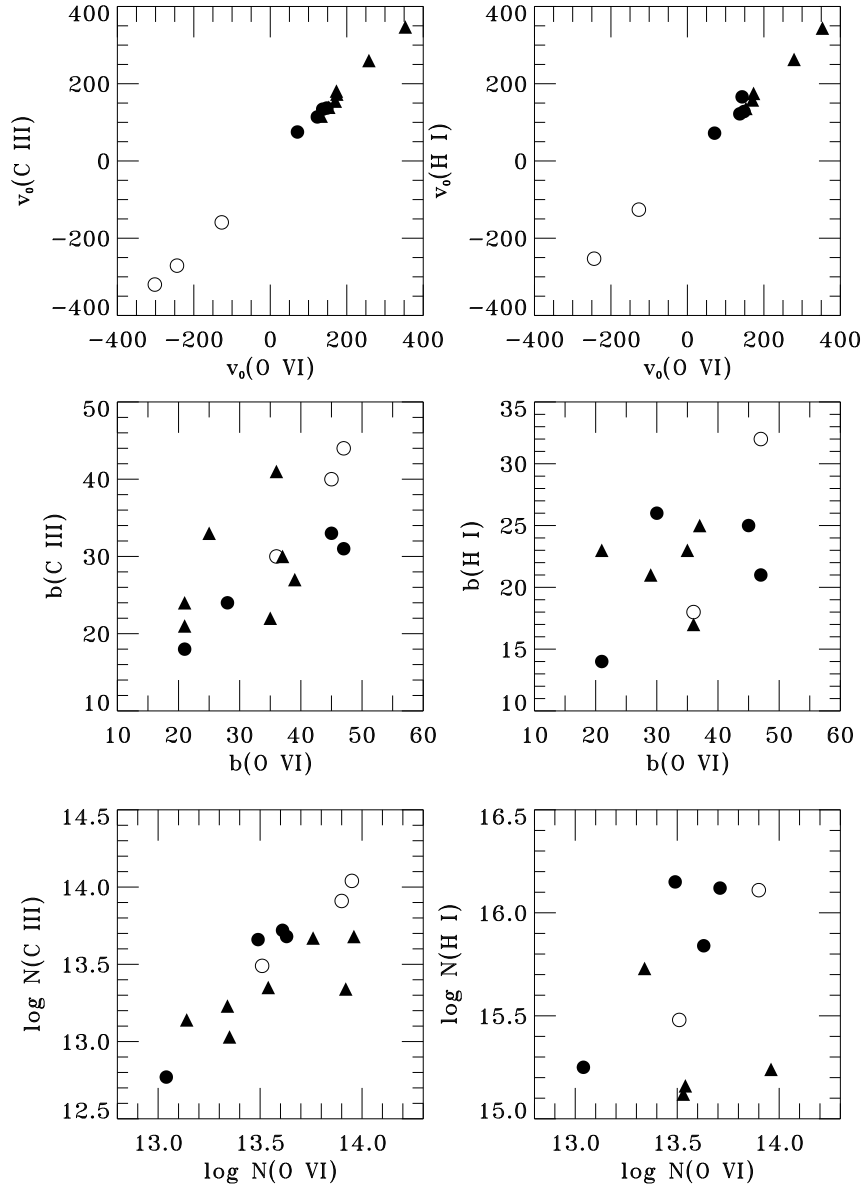 400
200
0
−200
−400
v₀(C III)
−400 −200 0 200 400
v₀(O VI)
400
200
0
−200
−400
v₀(H I)
−400 −200 0 200 400
v₀(O VI)
50
40
30
20
10
b(C III)
10 20 30 40 50 60
b(O VI)
35
30
25
20
15
10
b(H I)
10 20 30 40 50 60
b(O VI)
14.5
14.0
13.5
13.0
12.5
log N(C III)
13.0 13.5 14.0
log N(O VI)
16.5
16.0
15.5
15.0
log N(H I)
13.0 13.5 14.0
log N(O VI)